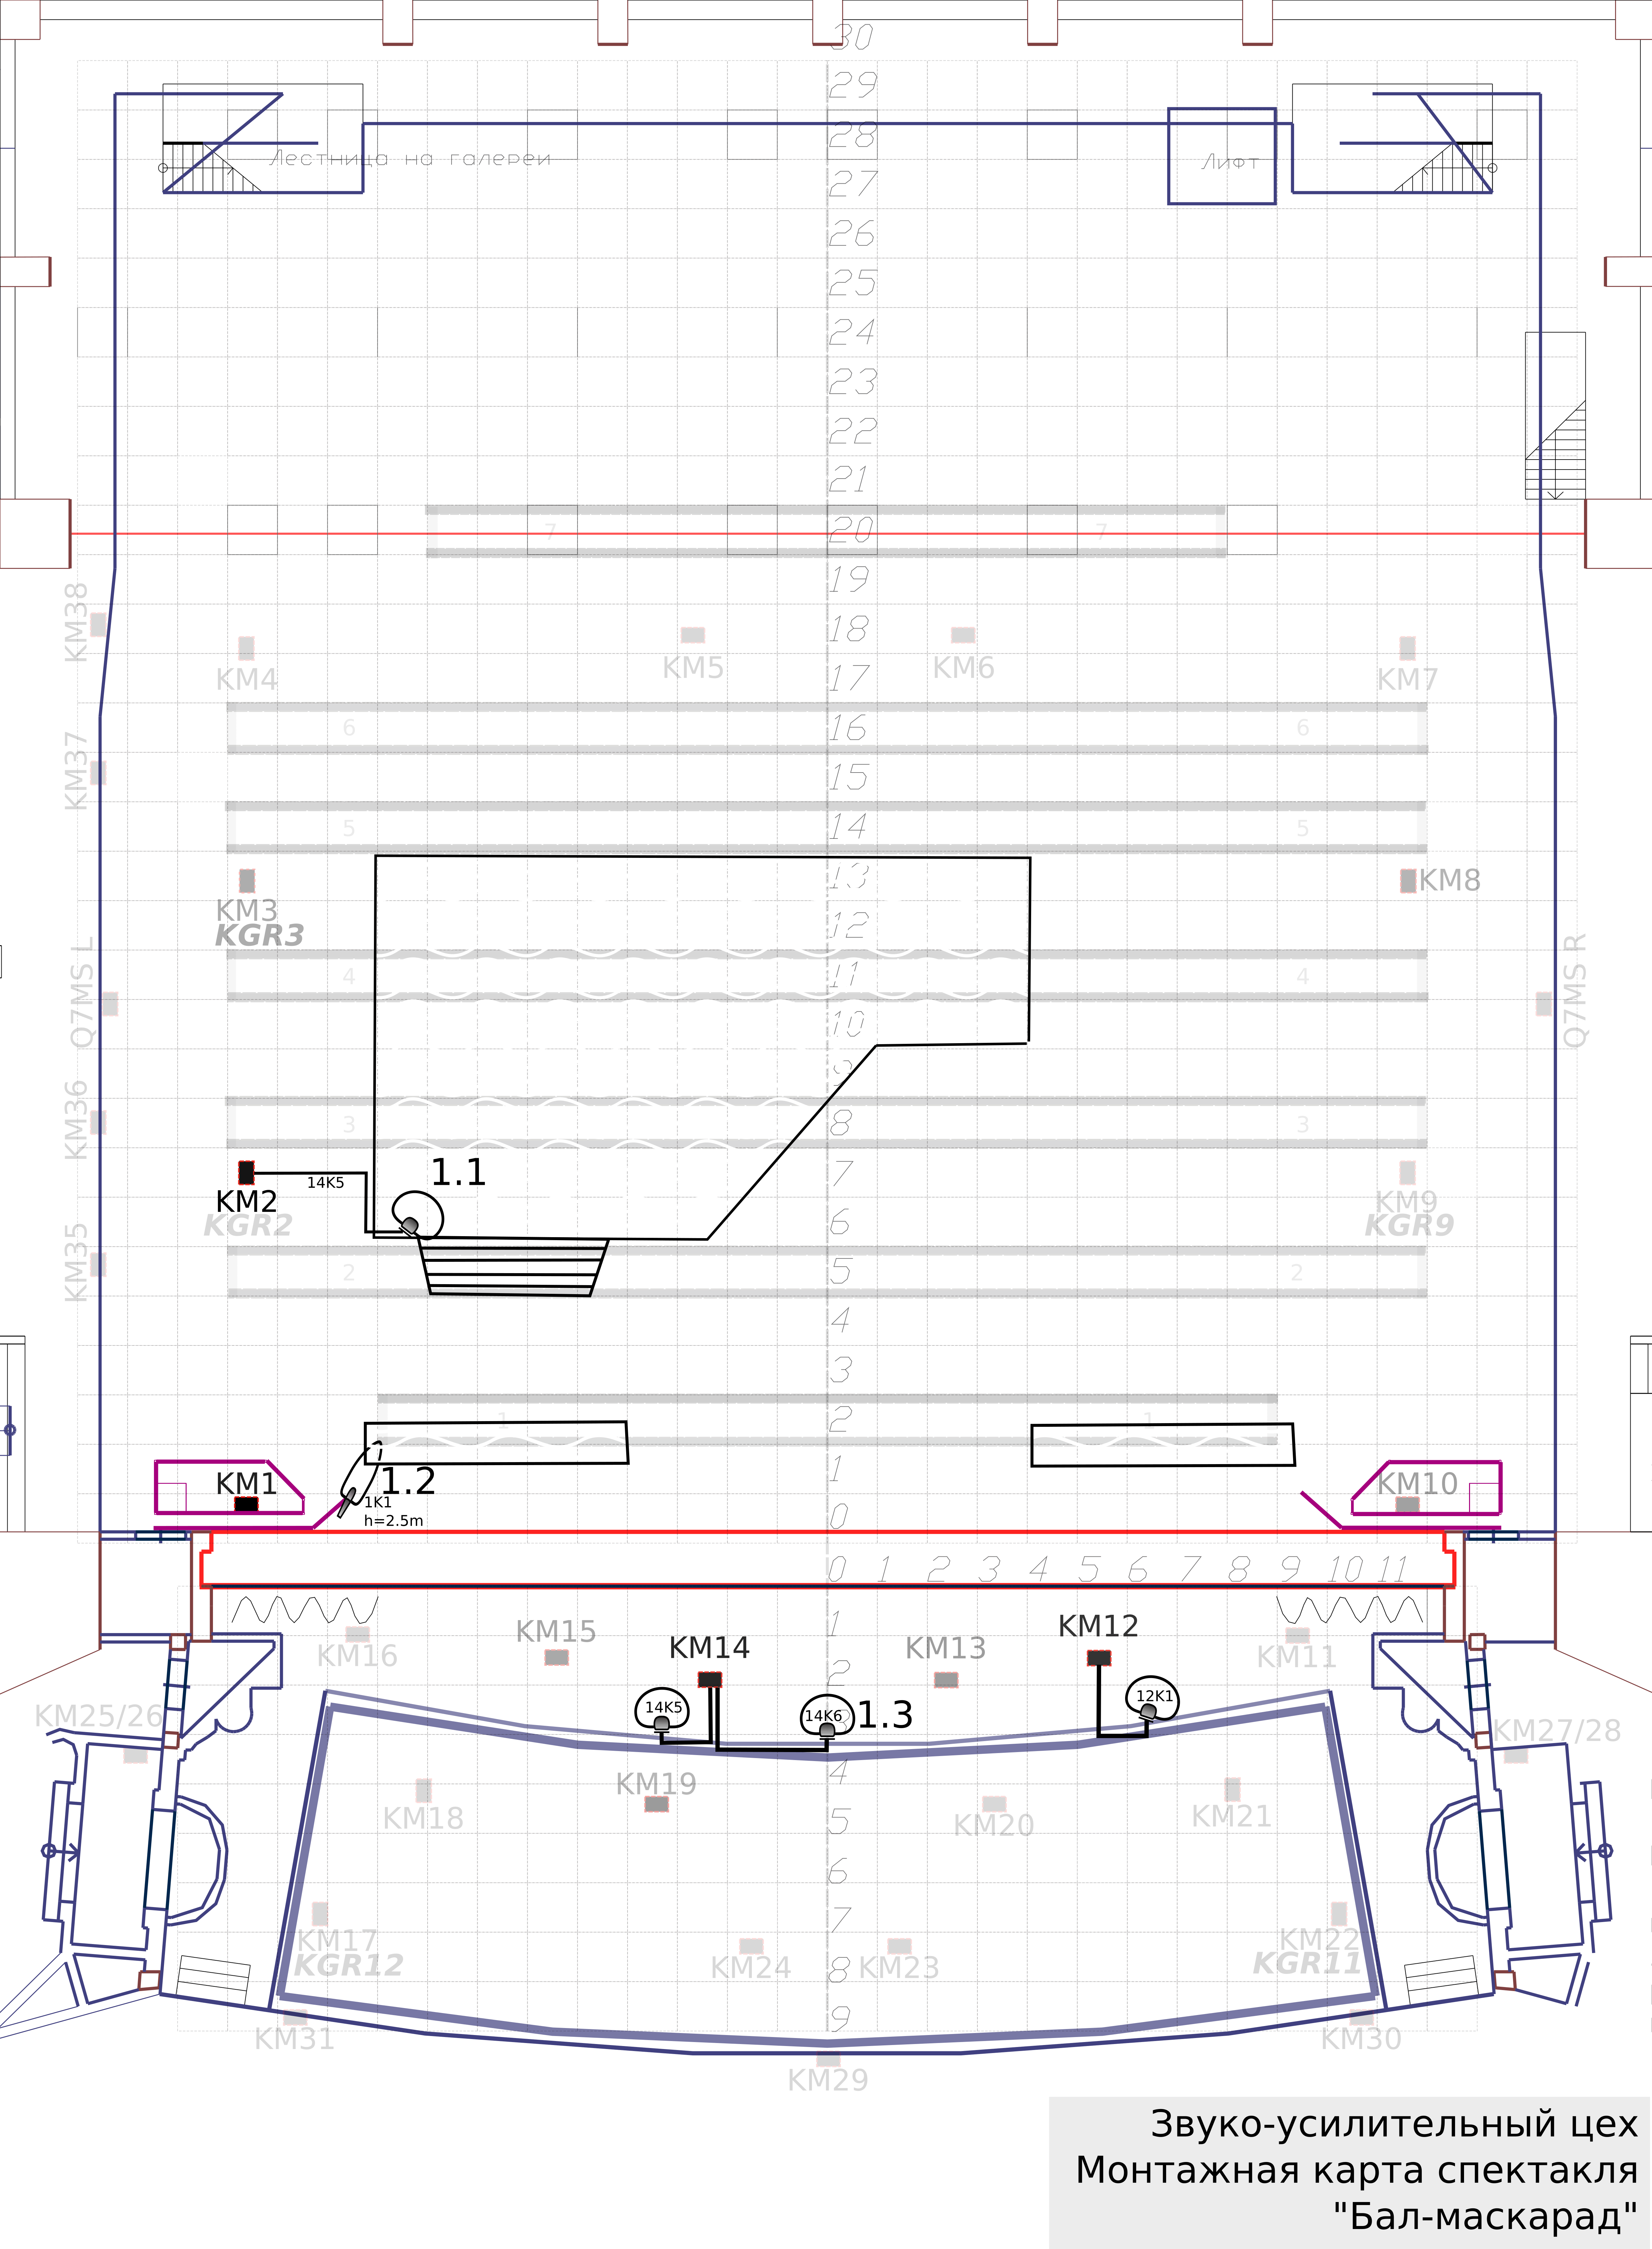 30
29
28
Лестница на галереи
Лифт
27
26
25
24
23
22
21
7 20 7
19
KM38
18
KM4
KM5
KM6
KM7
17
6 16 6
KM37
15
5 14 5
13
KM3
KGR3
KM8
12
Q7MS L
Q7MS R
4 11 4
10
9
KM36
3 8 3
7
1.1
14K5
KM2
KGR2
KM9
KGR9
6
KM35
2 5 2
4
3
1 2 1
1
KM1
1.2
1K1
h=2.5m
KM10
0
0 1 2 3 4 5 6 7 8 9 10 11
1
KM16
KM15
KM14
KM13
KM12
KM11
2
14K5
14K6
1.3
12K1
3
KM25/26
KM27/28
4
KM19
KM18
KM20
KM21
5
6
7
KM17
KGR12
KM22
KGR11
KM24
8
KM23
9
KM31
KM30
KM29
Звуко-усилительный цех
Монтажная карта спектакля
"Бал-маскарад"